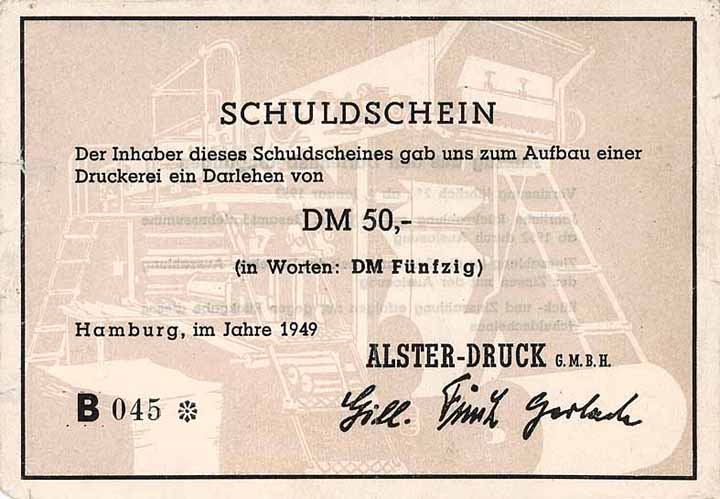 SCHULDSCHEIN
Der Inhaber dieses Schuldscheines gab uns zum Aufbau einer
Druckerei ein Darlehen von
DM 50,-
(in Worten: DM Fünfzig)
Hamburg, im Jahre 1949
ALSTER-DRUCK G.M.B.H.
B 045 ✻